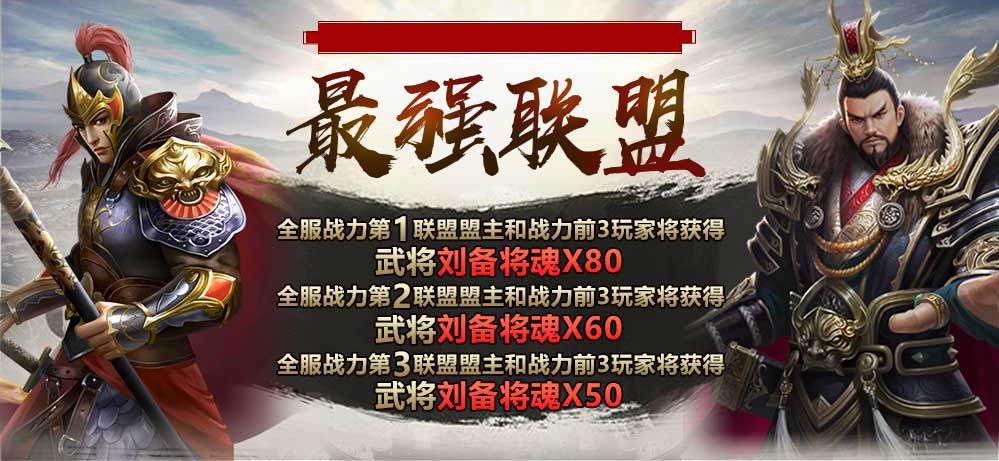 最强联盟
全服战力第1联盟盟主和战力前3玩家将获得
武将刘备将魂X80
全服战力第2联盟盟主和战力前3玩家将获得
武将刘备将魂X60
全服战力第3联盟盟主和战力前3玩家将获得
武将刘备将魂X50